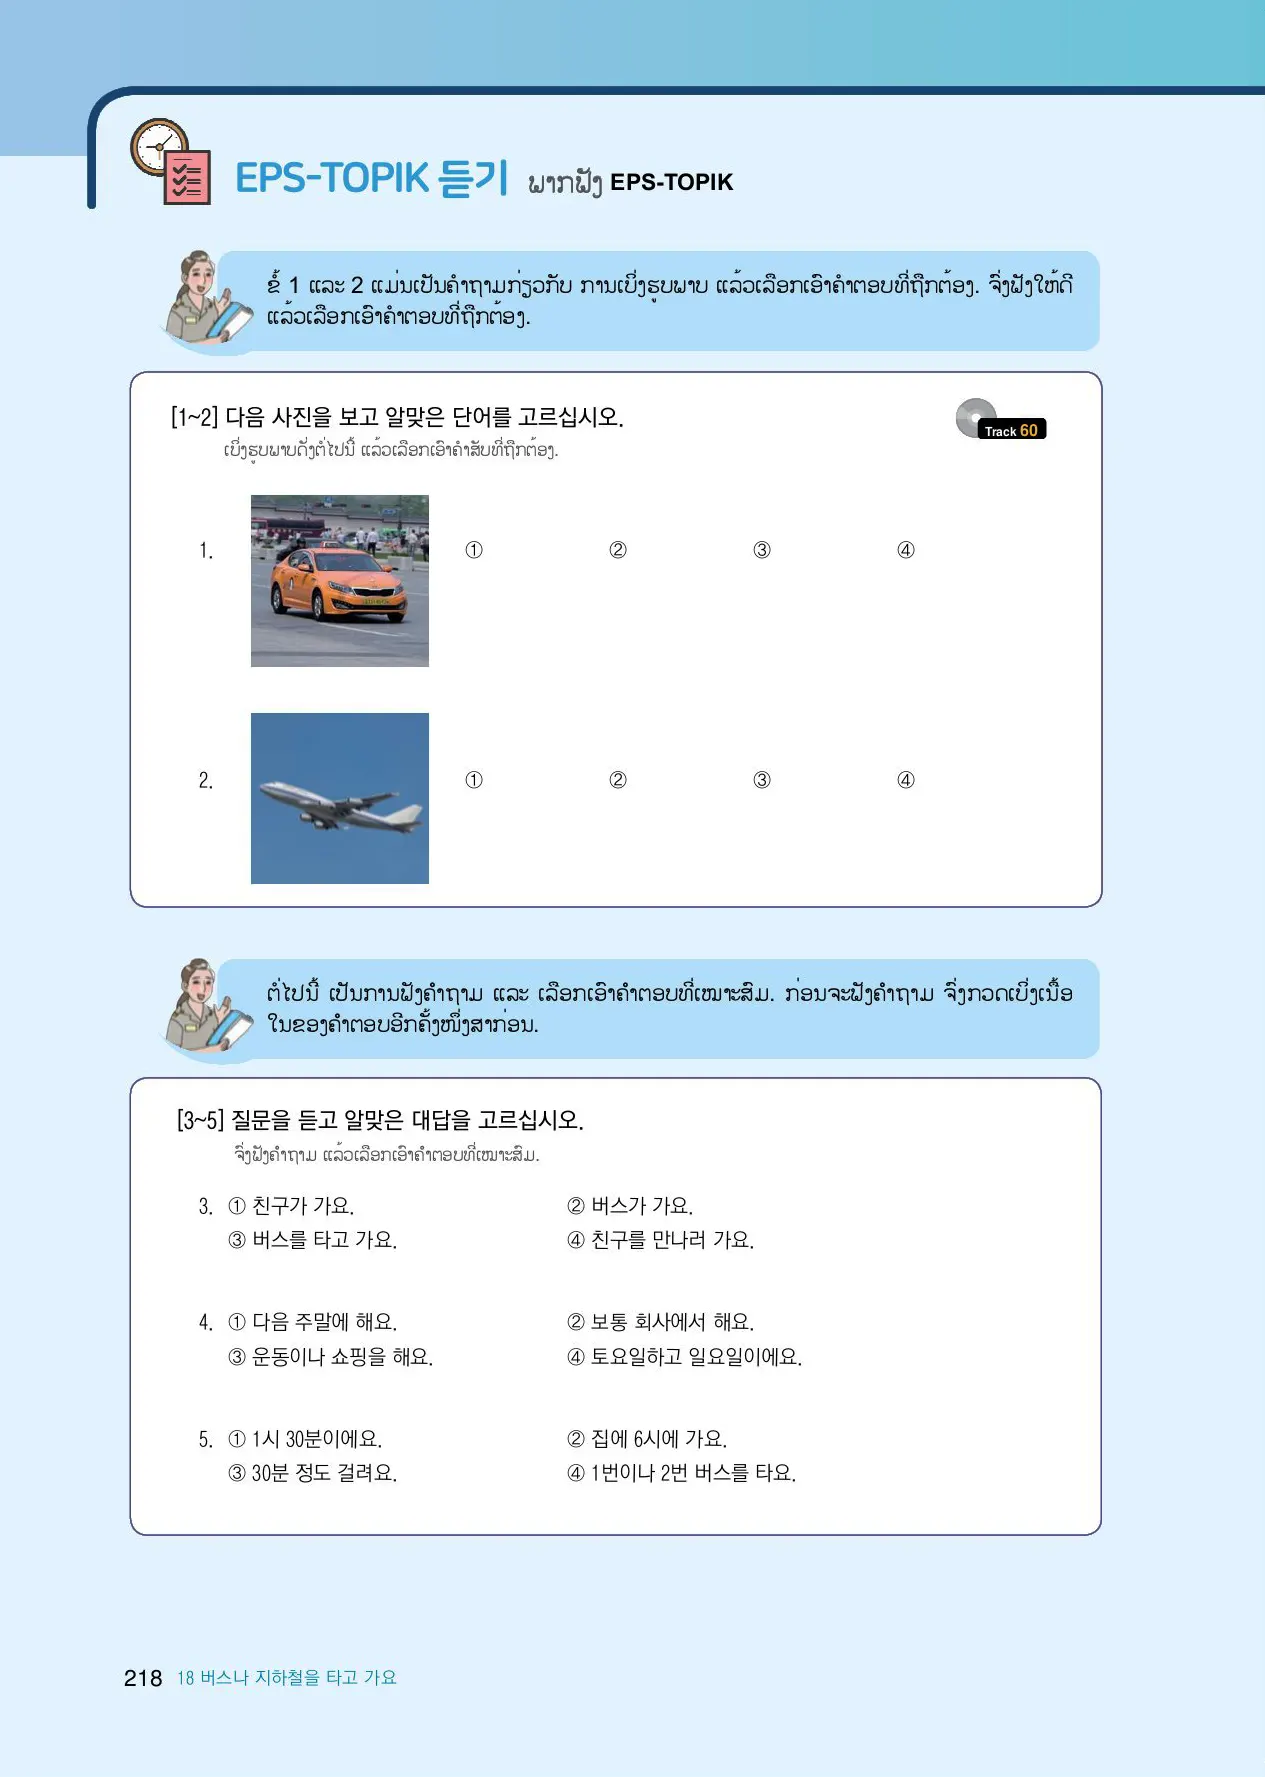 EPS-TOPIK 듣기 ພາກຟັງ EPS-TOPIK
ຂໍ້ 1 ແລະ 2 ແມ່ນເປັນຄຳຖາມກ່ຽວກັບ ການເບິ່ງຮູບພາບ ແລ້ວເລືອກເອົາຄຳຕອບທີ່ຖືກຕ້ອງ. ຈົ່ງຟັງໃຫ້ດີ
ແລ້ວເລືອກເອົາຄຳຕອບທີ່ຖືກຕ້ອງ.
[1~2] 다음 사진을 보고 알맞은 단어를 고르십시오.
Track 60
ເບິ່ງຮູບພາບດັ່ງຕໍ່ໄປນີ້ ແລ້ວເລືອກເອົາຄຳສັບທີ່ຖືກຕ້ອງ.
1. ① ② ③ ④
2. ① ② ③ ④
ຕໍ່ໄປນີ້ ເປັນການຟັງຄຳຖາມ ແລະ ເລືອກເອົາຄຳຕອບທີ່ເໝາະສົມ. ກ່ອນຈະຟັງຄຳຖາມ ຈົ່ງກວດເບິ່ງເນື້ອ
ໃນຂອງຄຳຕອບອີກຄັ້ງໜຶ່ງສາກ່ອນ.
[3~5] 질문을 듣고 알맞은 대답을 고르십시오.
ຈົ່ງຟັງຄຳຖາມ ແລ້ວເລືອກເອົາຄຳຕອບທີ່ເໝາະສົມ.
3. ① 친구가 가요. ② 버스가 가요.
③ 버스를 타고 가요. ④ 친구를 만나러 가요.
4. ① 다음 주말에 해요. ② 보통 회사에서 해요.
③ 운동이나 쇼핑을 해요. ④ 토요일하고 일요일이에요.
5. ① 1시 30분이에요. ② 집에 6시에 가요.
③ 30분 정도 걸려요. ④ 1번이나 2번 버스를 타요.
218 18 버스나 지하철을 타고 가요